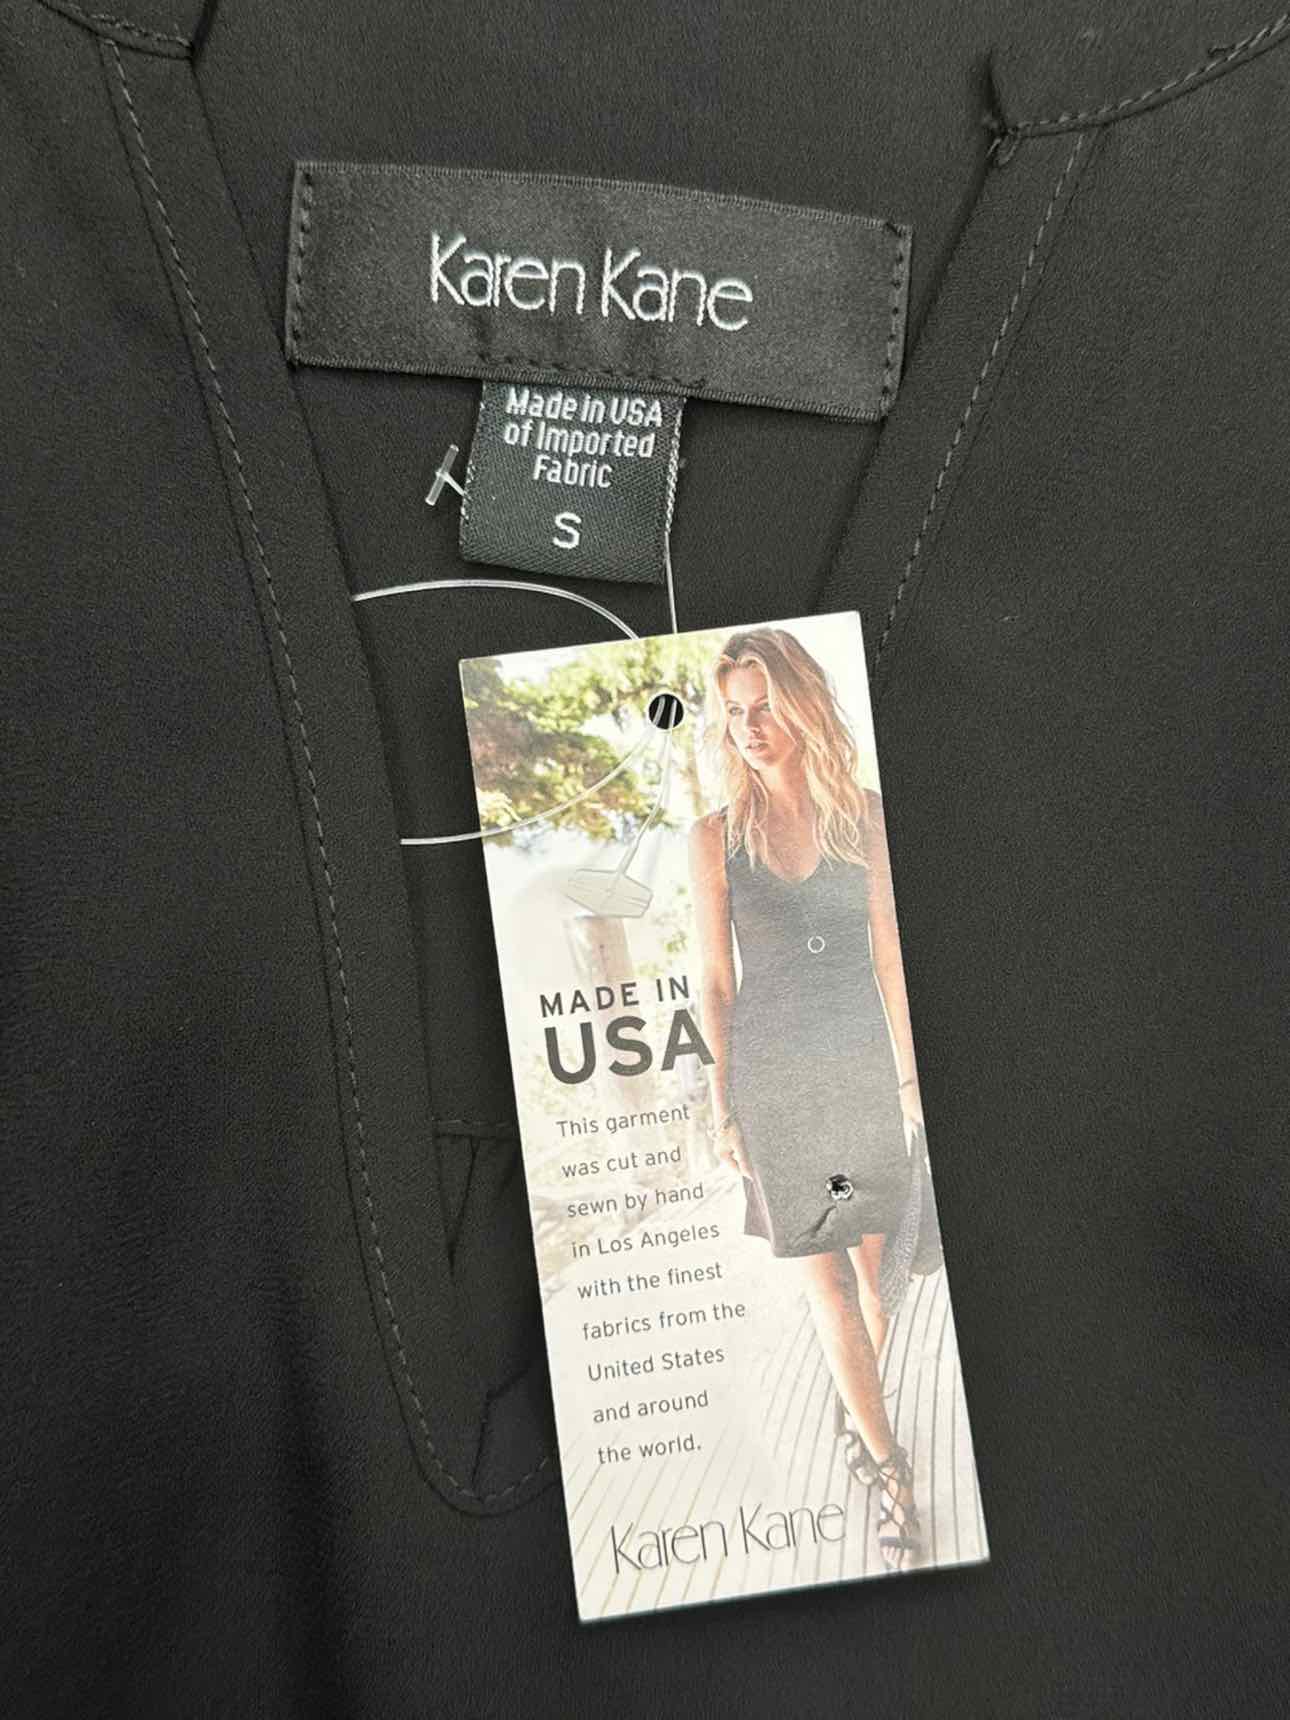 Karen Kane
Made in USA
of Imported
Fabric
S
MADE IN
USA
This garment
was cut and
sewn by hand
in Los Angeles
with the finest
fabrics from the
United States
and around
the world.
Karen Kane